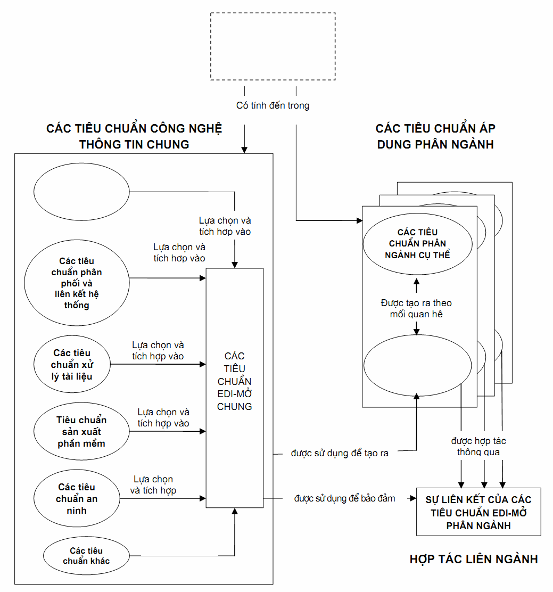 Có tính đến trong
CÁC TIÊU CHUẨN CÔNG NGHỆ
THÔNG TIN CHUNG
CÁC TIÊU CHUẨN ÁP
DUNG PHÂN NGÀNH
Lựa chọn và
tích hợp vào
Lựa chọn và
tích hợp vào
Các tiêu
chuẩn phân
phối và
liên kết hệ
thống
Các tiêu
chuẩn xử
lý tài liệu
Lựa chọn và
tích hợp vào
Tiêu chuẩn
sản xuất
phần mềm
Lựa chọn và
tích hợp vào
Các tiêu
chuẩn an
ninh
Lựa chọn
và tích hợp
Các tiêu
chuẩn khác
CÁC
TIÊU
CHUẨN
EDI-MỞ
CHUNG
CÁC TIÊU
CHUẨN PHÂN
NGÀNH CỤ THỂ
Được tạo ra theo
mối quan hê
được sử dụng để tạo ra
được hợp tác
thông qua
được sử dụng để bảo đảm
SỰ LIÊN KẾT CỦA CÁC
TIÊU CHUẨN EDI-MỞ
PHÂN NGÀNH
HỢP TÁC LIÊN NGÀNH